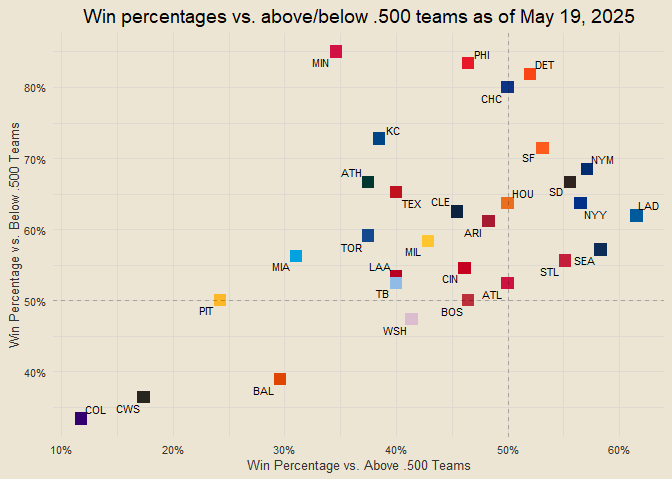 Win percentages vs. above/below .500 teams as of May 19, 2025
Win Percentage vs. Below .500 Teams
80%
70%
60%
50%
40%
MIN
PHI
DET
CHC
KC
SF
NYM
ATH
SD
TEX
HOU
CLE
NYY
LAD
ARI
TOR
MIL
MIA
LAA
CIN
STL
SEA
TB
ATL
PIT
BOS
WSH
BAL
COL
CWS
10%
20%
30%
40%
50%
60%
Win Percentage vs. Above .500 Teams